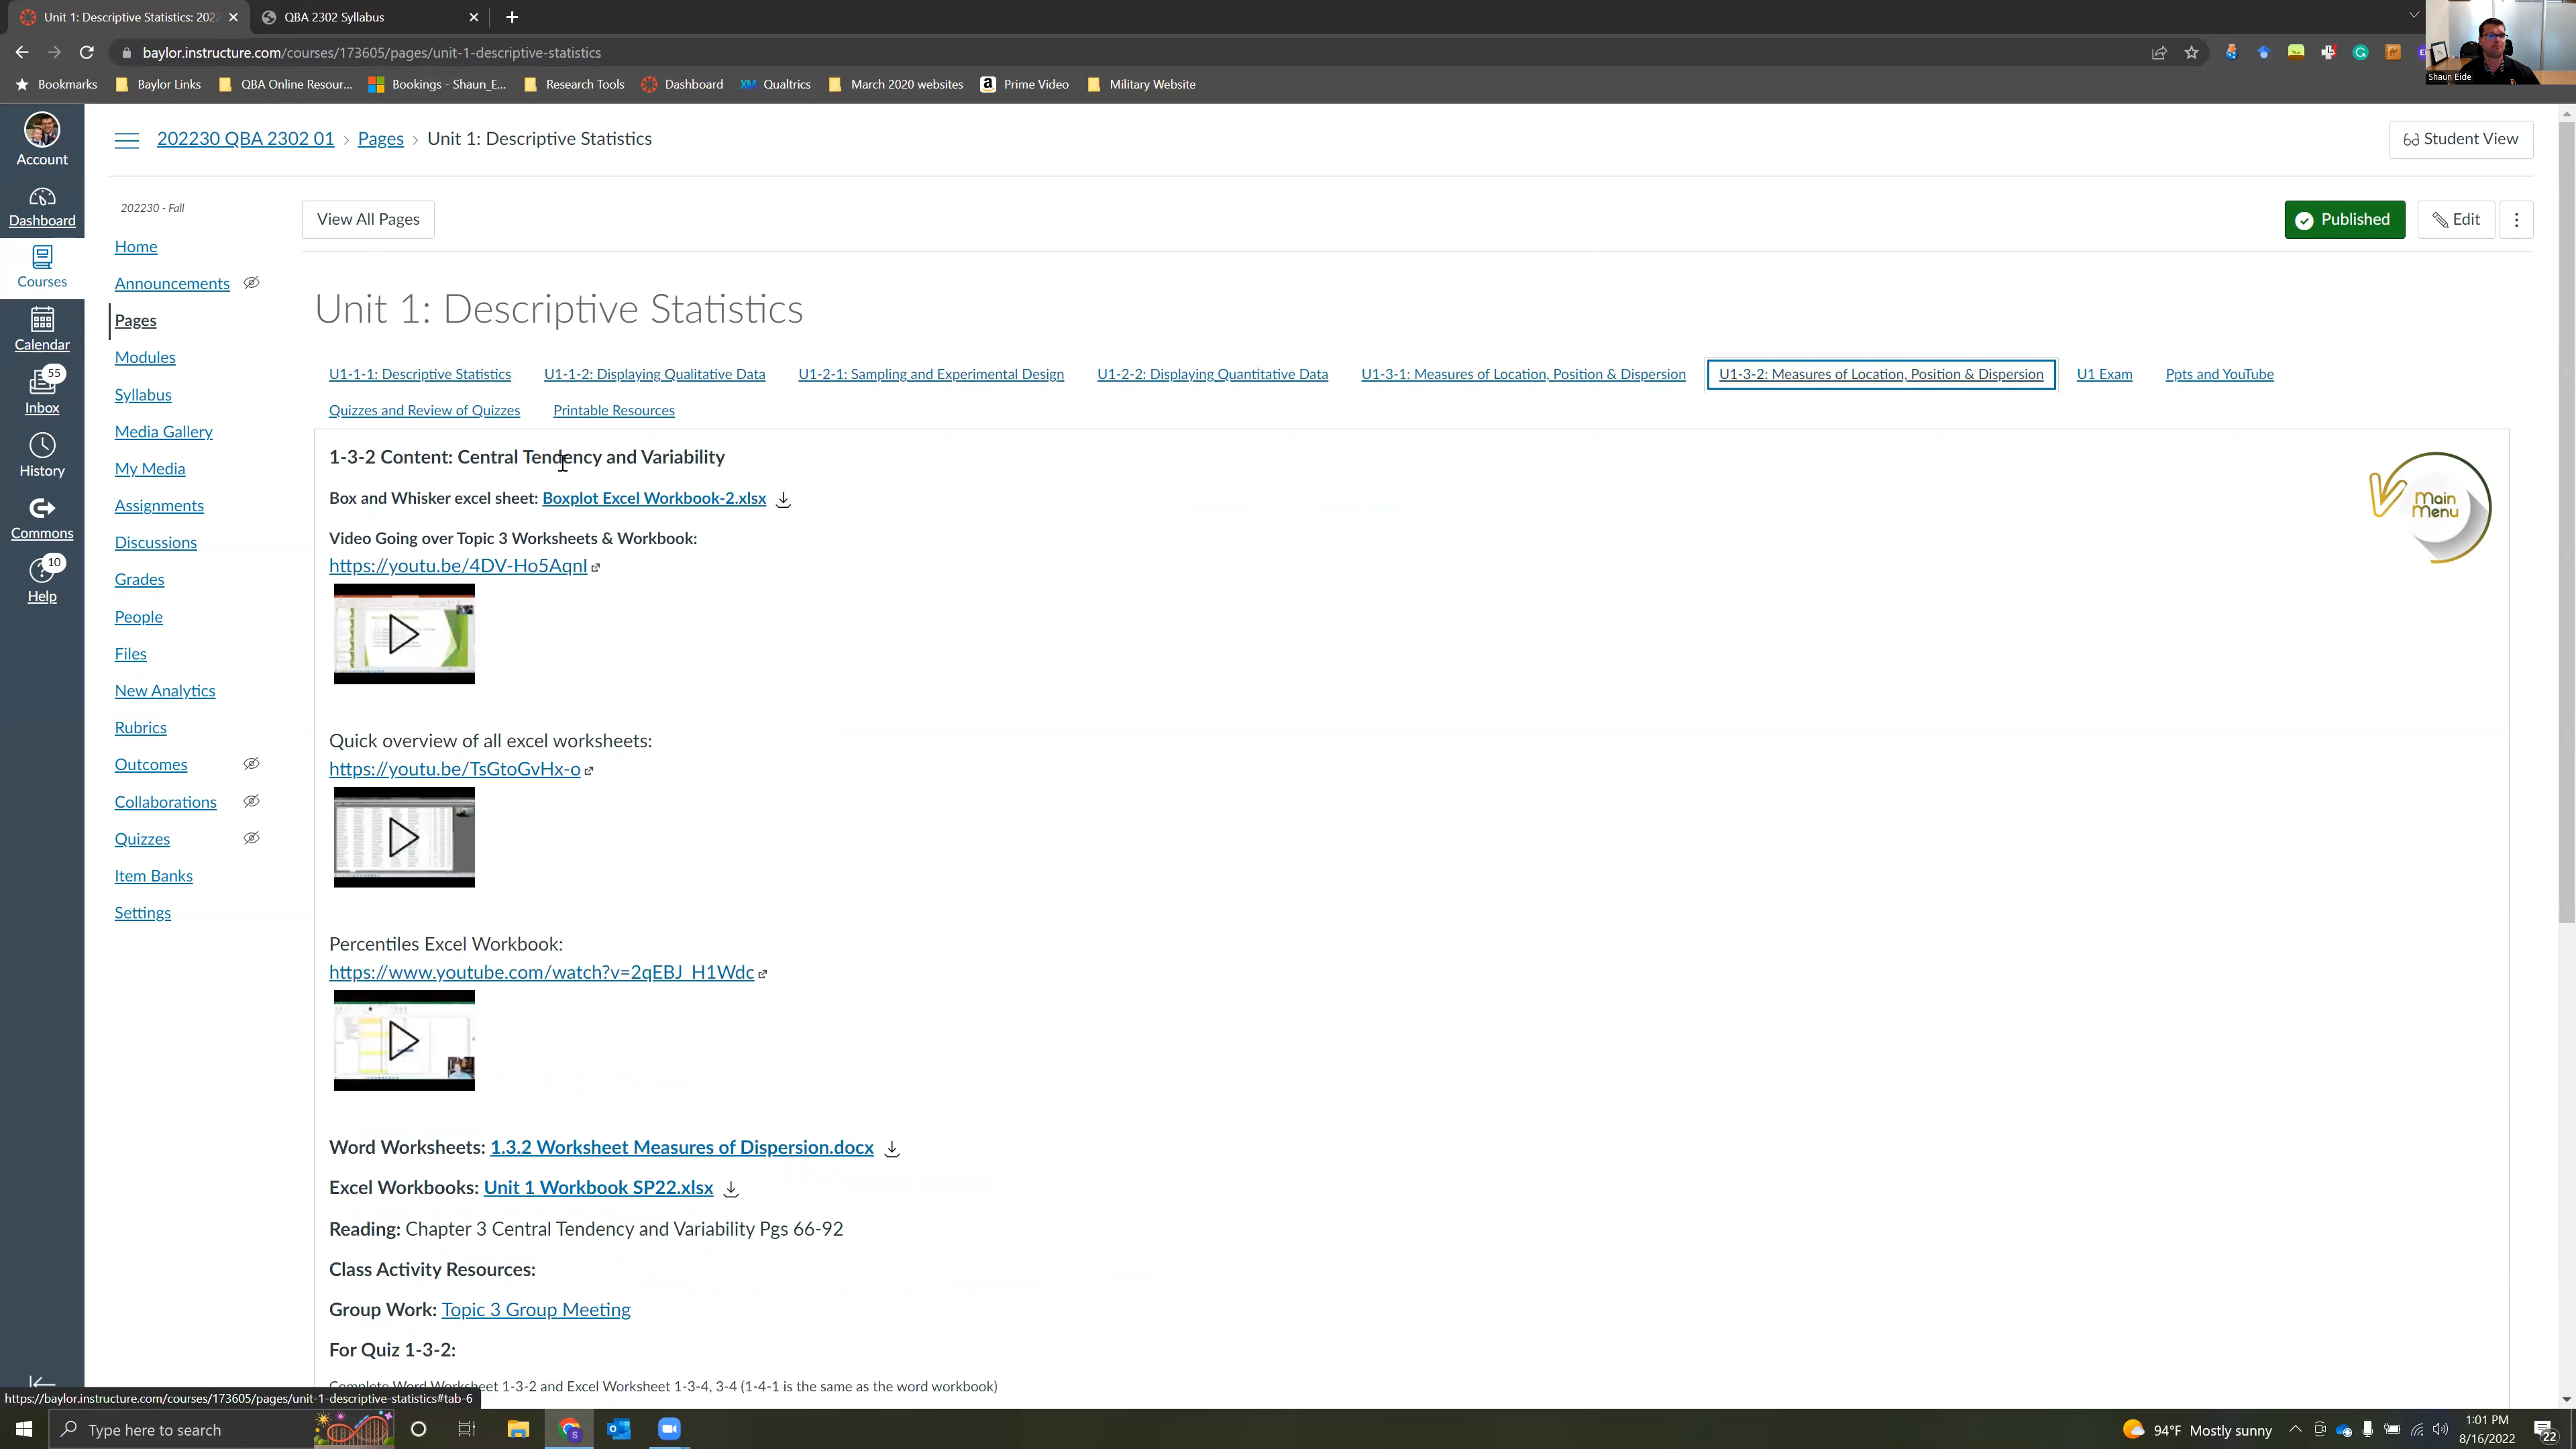 Unit 1: Descriptive Statistics: 202
QBA 2302 Syllabus
baylor.instructure.com/courses/173605/pages/unit-1-descriptive-statistics
Bookmarks
Baylor Links
QBA Online Resour...
Bookings - Shaun_E...
Research Tools
Dashboard
Qualtrics
March 2020 websites
Prime Video
Military Website
Shaun Eide
Account
Dashboard
Courses
Calendar
55
Inbox
History
Commons
10
Help
202230 QBA 2302 01 › Pages › Unit 1: Descriptive Statistics
Student View
202230 - Fall
Home
Announcements
Pages
Modules
Syllabus
Media Gallery
My Media
Assignments
Discussions
Grades
People
Files
New Analytics
Rubrics
Outcomes
Collaborations
Quizzes
Item Banks
Settings
View All Pages
Published
Edit
Unit 1: Descriptive Statistics
U1-1-1: Descriptive Statistics
U1-1-2: Displaying Qualitative Data
U1-2-1: Sampling and Experimental Design
U1-2-2: Displaying Quantitative Data
U1-3-1: Measures of Location, Position & Dispersion
U1-3-2: Measures of Location, Position & Dispersion
U1 Exam
Ppts and YouTube
Quizzes and Review of Quizzes
Printable Resources
1-3-2 Content: Central Tendency and Variability
Main
Menu
Box and Whisker excel sheet: Boxplot Excel Workbook-2.xlsx
Video Going over Topic 3 Worksheets & Workbook:
https://youtu.be/4DV-Ho5AqnI
Quick overview of all excel worksheets:
https://youtu.be/TsGtoGvHx-o
Percentiles Excel Workbook:
https://www.youtube.com/watch?v=2qEBJ_H1Wdc
Word Worksheets: 1.3.2 Worksheet Measures of Dispersion.docx
Excel Workbooks: Unit 1 Workbook SP22.xlsx
Reading: Chapter 3 Central Tendency and Variability Pgs 66-92
Class Activity Resources:
Group Work: Topic 3 Group Meeting
For Quiz 1-3-2:
Complete Word Worksheet 1-3-2 and Excel Worksheet 1-3-4, 3-4 (1-4-1 is the same as the word workbook)
https://baylor.instructure.com/courses/173605/pages/unit-1-descriptive-statistics#tab-6
Type here to search
94°F Mostly sunny
1:01 PM
8/16/2022
22